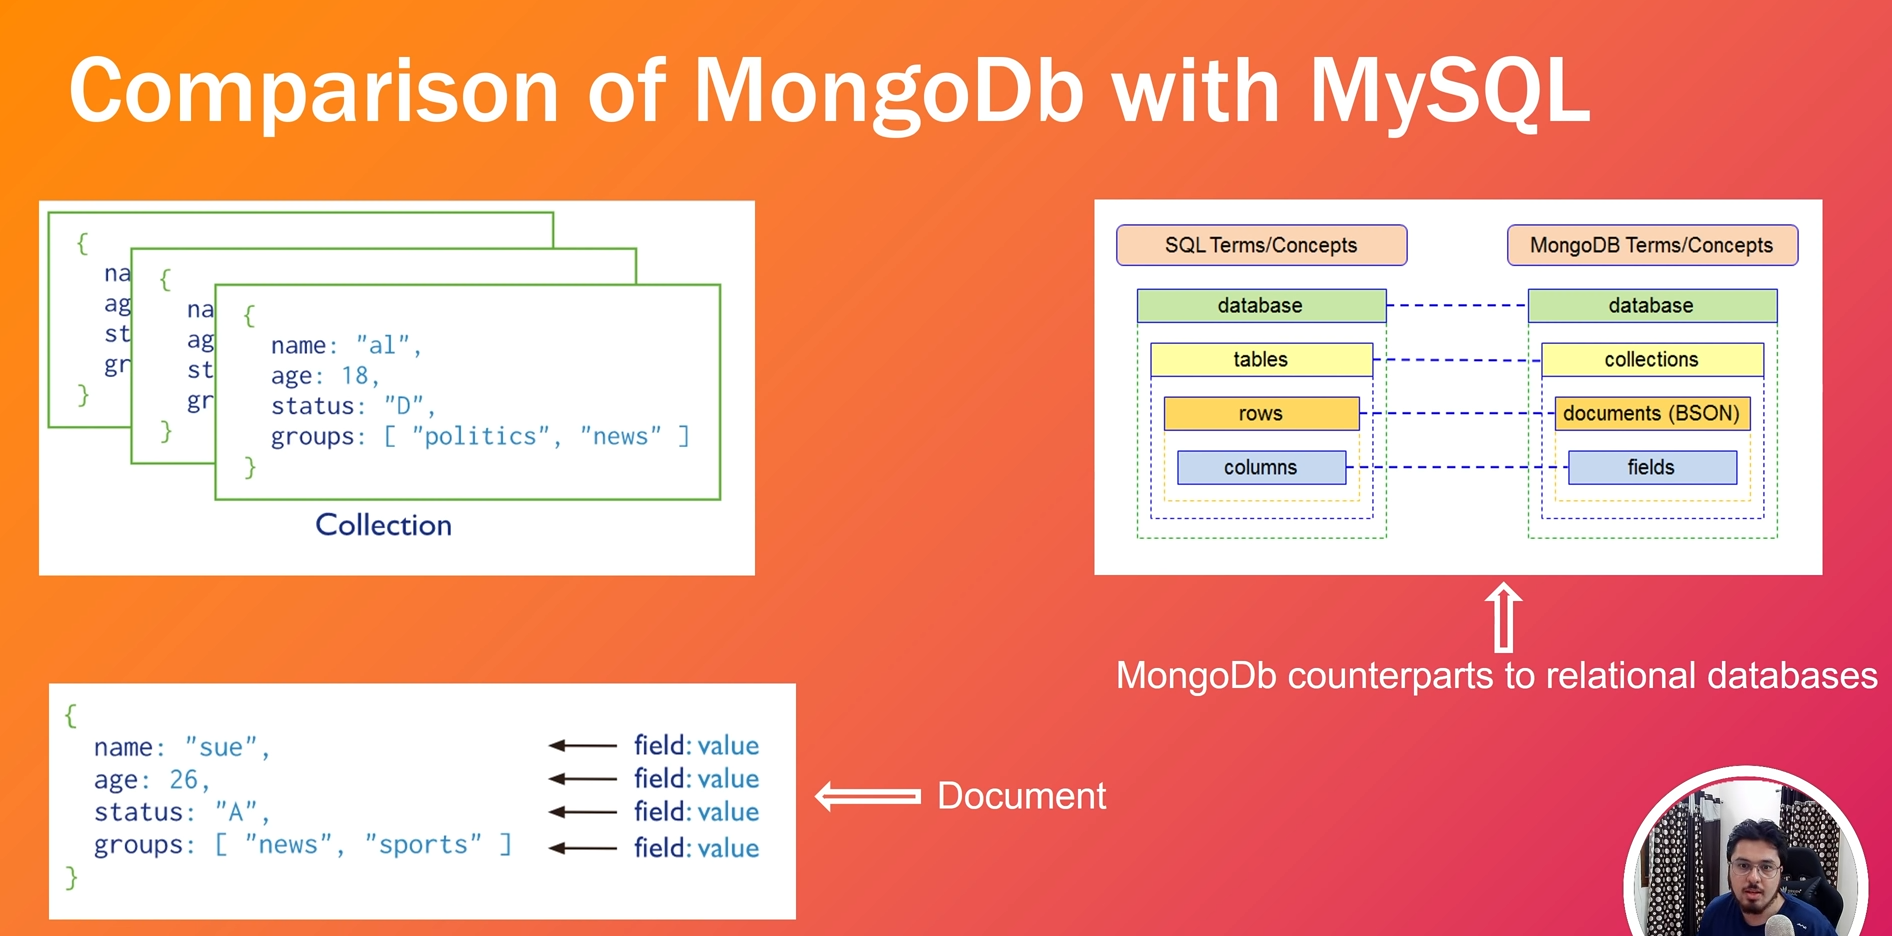 Comparison of MongoDb with MySQL
{
na
ag
st
gr
}
{
na
ag
st
gr
}
{
name: "al",
age: 18,
status: "D",
groups: [ "politics", "news" ]
}
Collection
SQL Terms/Concepts
MongoDB Terms/Concepts
database
database
tables
collections
rows
documents (BSON)
columns
fields
MongoDb counterparts to relational databases
{
name: "sue",
age: 26,
status: "A",
groups: [ "news", "sports" ]
}
field: value
field: value
field: value
field: value
Document